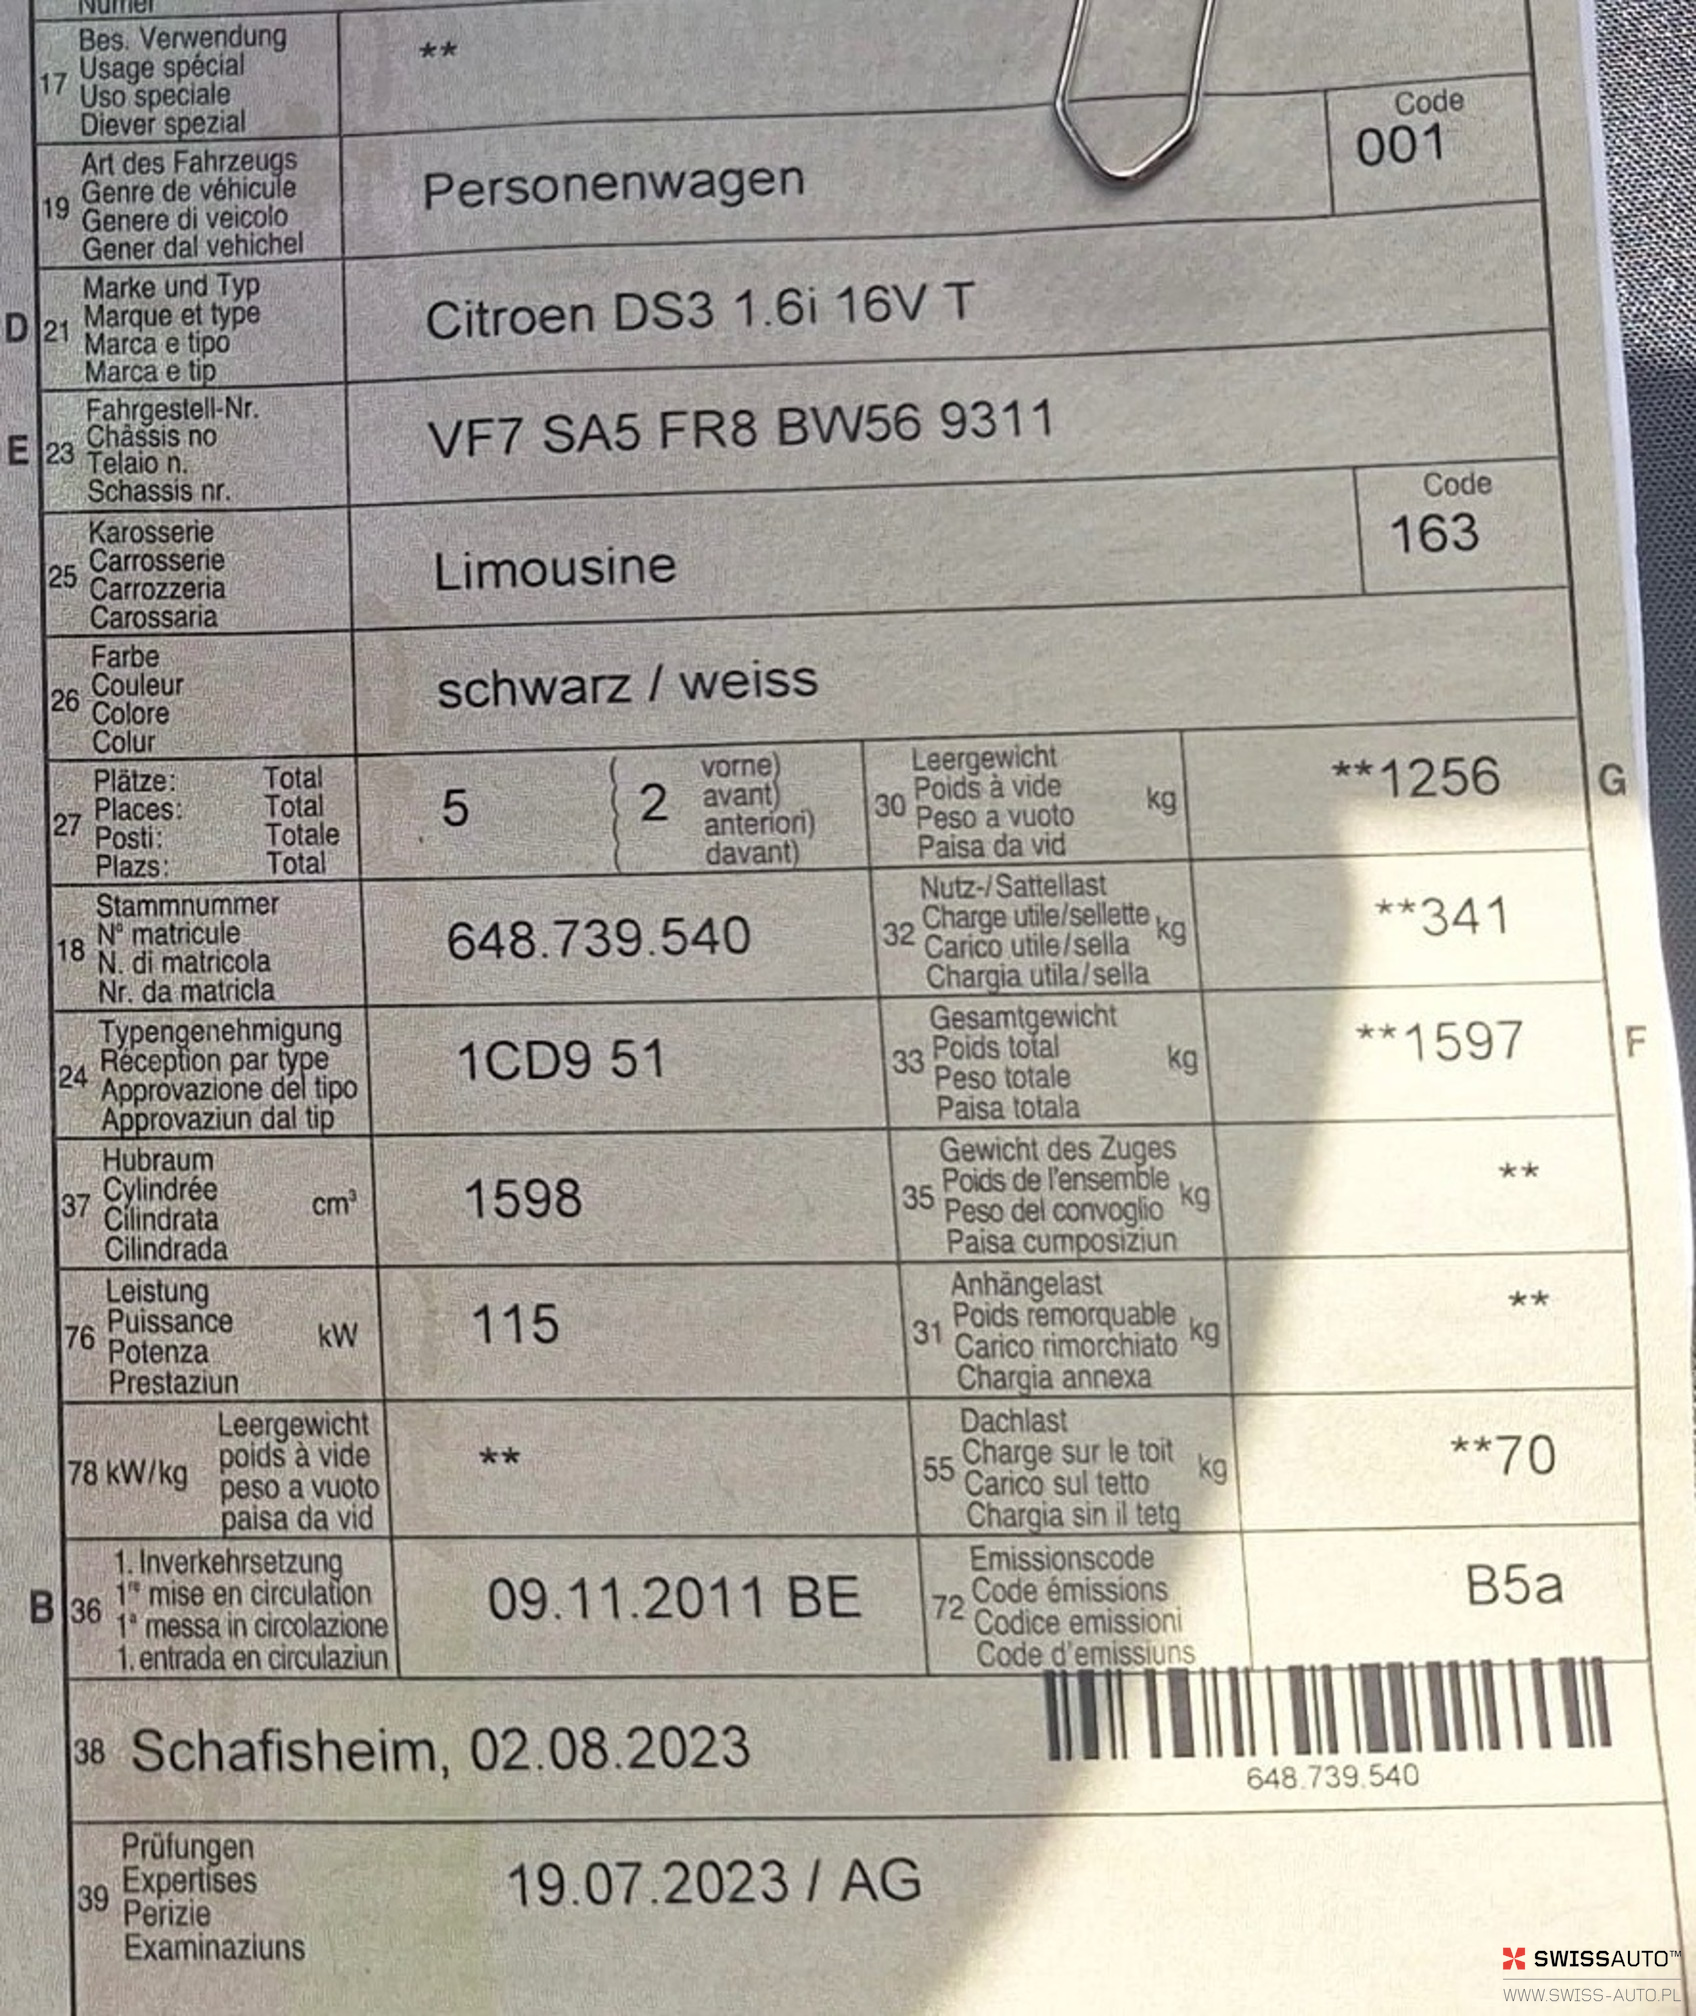 Numer
17 Bes. Verwendung
Usage spécial
Uso speciale
Diever spezial
**
19 Art des Fahrzeugs
Genre de véhicule
Genere di veicolo
Gener dal vehichel
Personenwagen
Code
001
D 21 Marke und Typ
Marque et type
Marca e tipo
Marca e tip
Citroen DS3 1.6i 16V T
E 23 Fahrgestell-Nr.
Châssis no
Telaio n.
Schassis nr.
VF7 SA5 FR8 BW56 9311
25 Karosserie
Carrosserie
Carrozzeria
Carossaria
Limousine
Code
163
26 Farbe
Couleur
Colore
Colur
schwarz / weiss
27 Plätze: Total
Places: Total
Posti: Totale
Plazs: Total
5 ( 2 vorne)
avant)
anteriori)
davant)
30 Leergewicht
Poids à vide
Peso a vuoto
Paisa da vid
kg
**1256 G
18 Stammnummer
Nº matricule
N. di matricola
Nr. da matricla
648.739.540
32 Nutz-/Sattellast
Charge utile/sellette
Carico utile/sella
Chargia utila/sella
kg
**341
24 Typengenehmigung
Réception par type
Approvazione del tipo
Approvaziun dal tip
1CD9 51
33 Gesamtgewicht
Poids total
Peso totale
Paisa totala
kg
**1597 F
37 Hubraum
Cylindrée
Cilindrata
Cilindrada
cm³
1598
35 Gewicht des Zuges
Poids de l'ensemble
Peso del convoglio
Paisa cumposiziun
kg
**
76 Leistung
Puissance
Potenza
Prestaziun
kW
115
31 Anhängelast
Poids remorquable
Carico rimorchiato
Chargia annexa
kg
**
78 kW/kg Leergewicht
poids à vide
peso a vuoto
paisa da vid
**
55 Dachlast
Charge sur le toit
Carico sul tetto
Chargia sin il tetg
kg
**70
B 36 1. Inverkehrsetzung
1re mise en circulation
1a messa in circolazione
1. entrada en circulaziun
09.11.2011 BE
72 Emissionscode
Code émissions
Codice emissioni
Code d'emissiuns
B5a
38 Schafisheim, 02.08.2023
648.739.540
39 Prüfungen
Expertises
Perizie
Examinaziuns
19.07.2023 / AG
SWISSAUTO™
WWW.SWISS-AUTO.PL